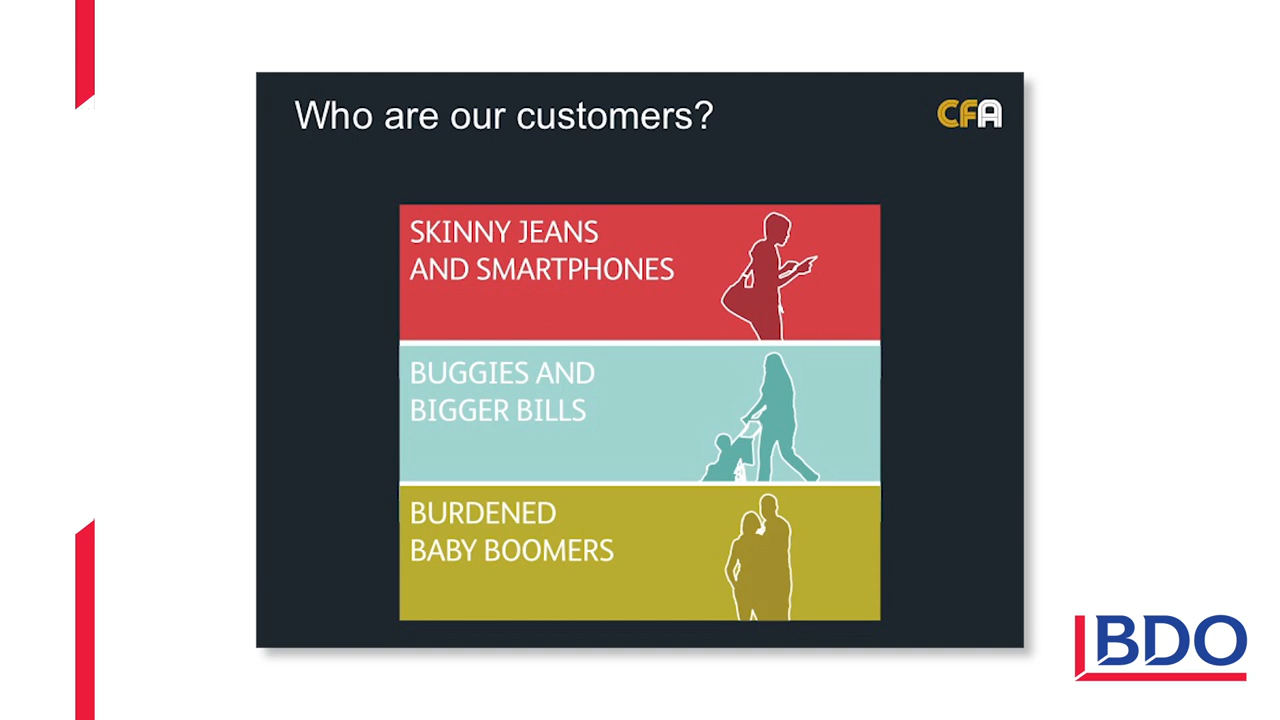 Who are our customers?
CFA
SKINNY JEANS
AND SMARTPHONES
BUGGIES AND
BIGGER BILLS
BURDENED
BABY BOOMERS
BDO